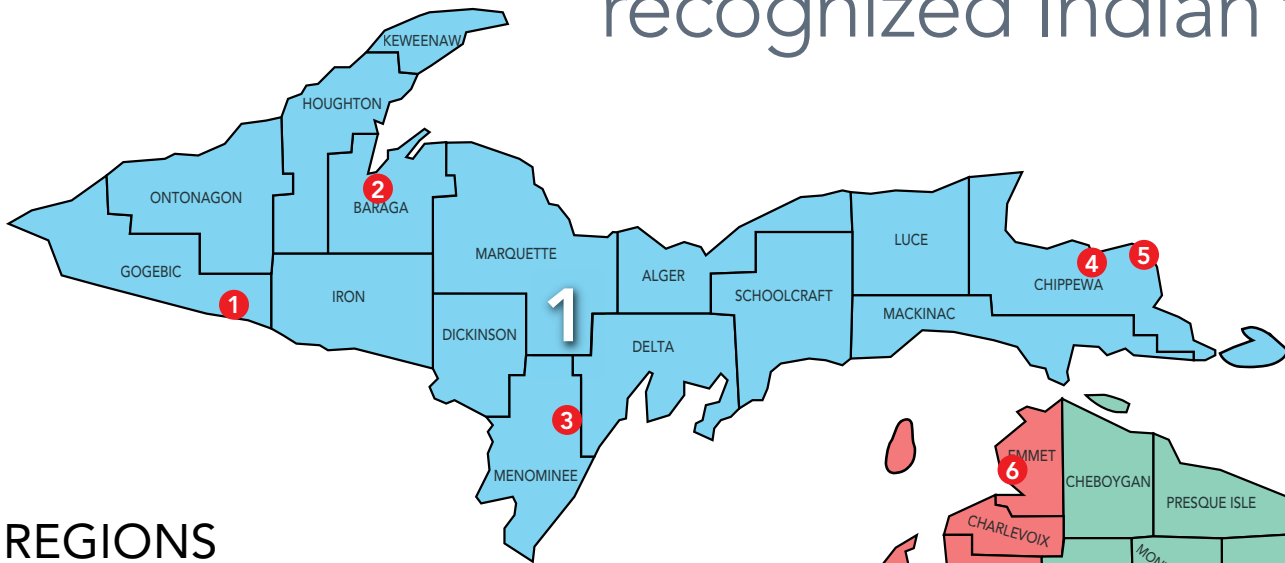 recognized Indian
KEWEENAW
HOUGHTON
ONTONAGON
2
BARAGA
MARQUETTE
LUCE
4
5
GOGEBIC
ALGER
CHIPPEWA
1
IRON
1
SCHOOLCRAFT
MACKINAC
DICKINSON
DELTA
3
EMMET
6
MENOMINEE
CHEBOYGAN
PRESQUE ISLE
REGIONS
CHARLEVOIX